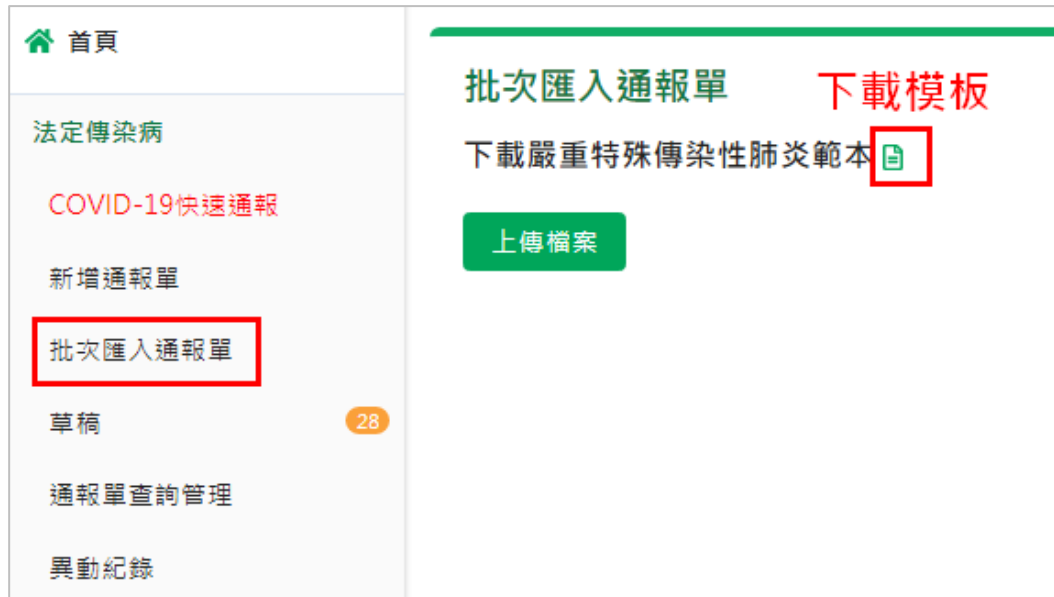 首頁
法定傳染病
COVID-19快速通報
新增通報單
批次匯入通報單
草稿 28
通報單查詢管理
異動紀錄
批次匯入通報單 下載模板
下載嚴重特殊傳染性肺炎範本
上傳檔案